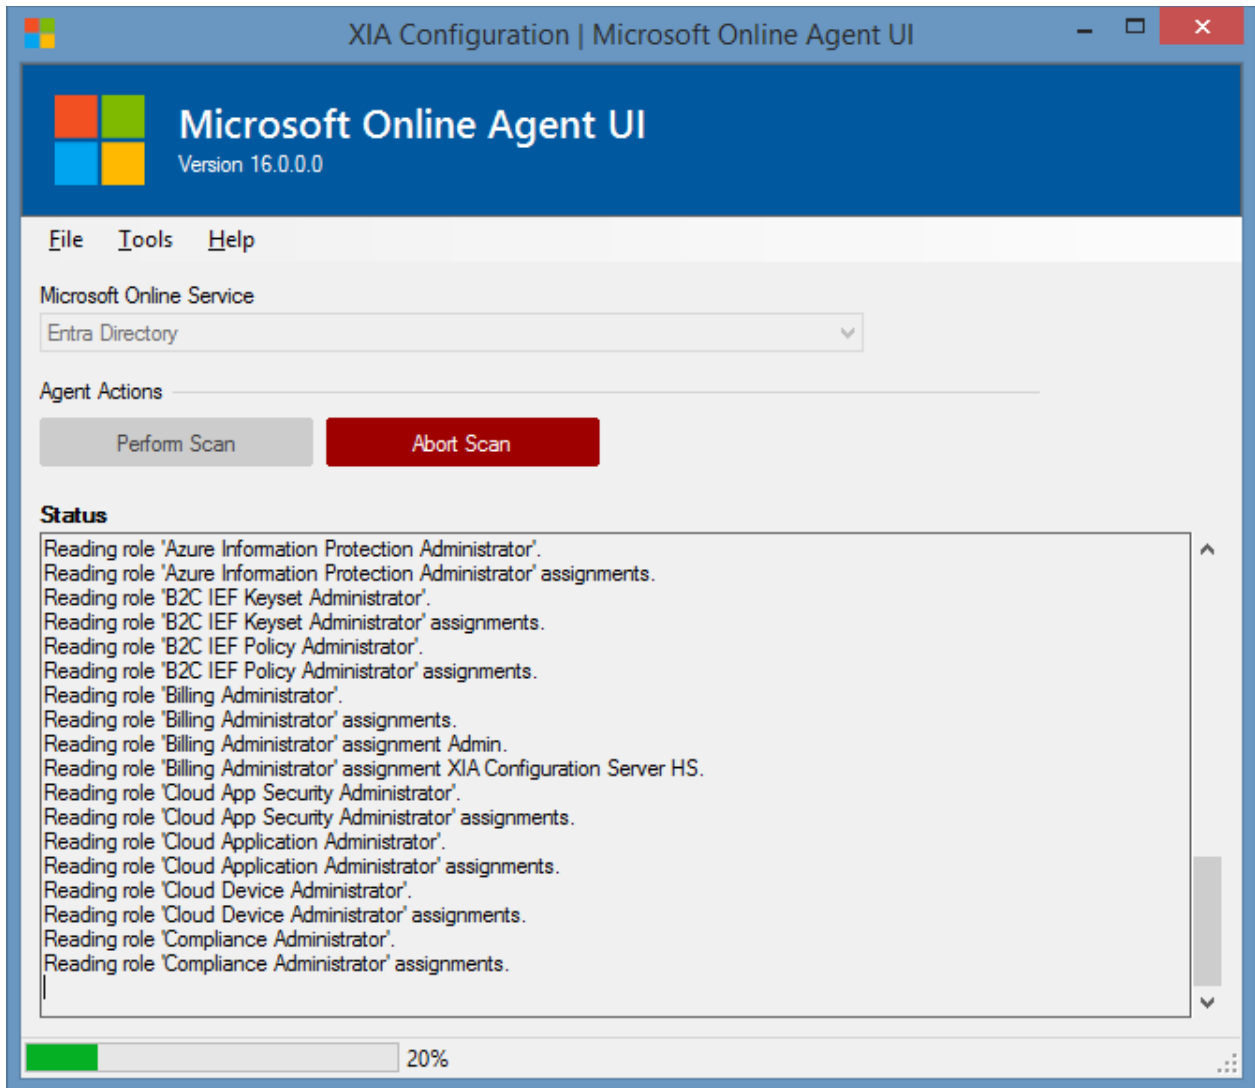 XIA Configuration | Microsoft Online Agent UI
Microsoft Online Agent UI
Version 16.0.0.0
File Tools Help
Microsoft Online Service
Entra Directory
Agent Actions
Perform Scan Abort Scan
Status
Reading role 'Azure Information Protection Administrator'.
Reading role 'Azure Information Protection Administrator' assignments.
Reading role 'B2C IEF Keyset Administrator'.
Reading role 'B2C IEF Keyset Administrator' assignments.
Reading role 'B2C IEF Policy Administrator'.
Reading role 'B2C IEF Policy Administrator' assignments.
Reading role 'Billing Administrator'.
Reading role 'Billing Administrator' assignments.
Reading role 'Billing Administrator' assignment Admin.
Reading role 'Billing Administrator' assignment XIA Configuration Server HS.
Reading role 'Cloud App Security Administrator'.
Reading role 'Cloud App Security Administrator' assignments.
Reading role 'Cloud Application Administrator'.
Reading role 'Cloud Application Administrator' assignments.
Reading role 'Cloud Device Administrator'.
Reading role 'Cloud Device Administrator' assignments.
Reading role 'Compliance Administrator'.
Reading role 'Compliance Administrator' assignments.
20%